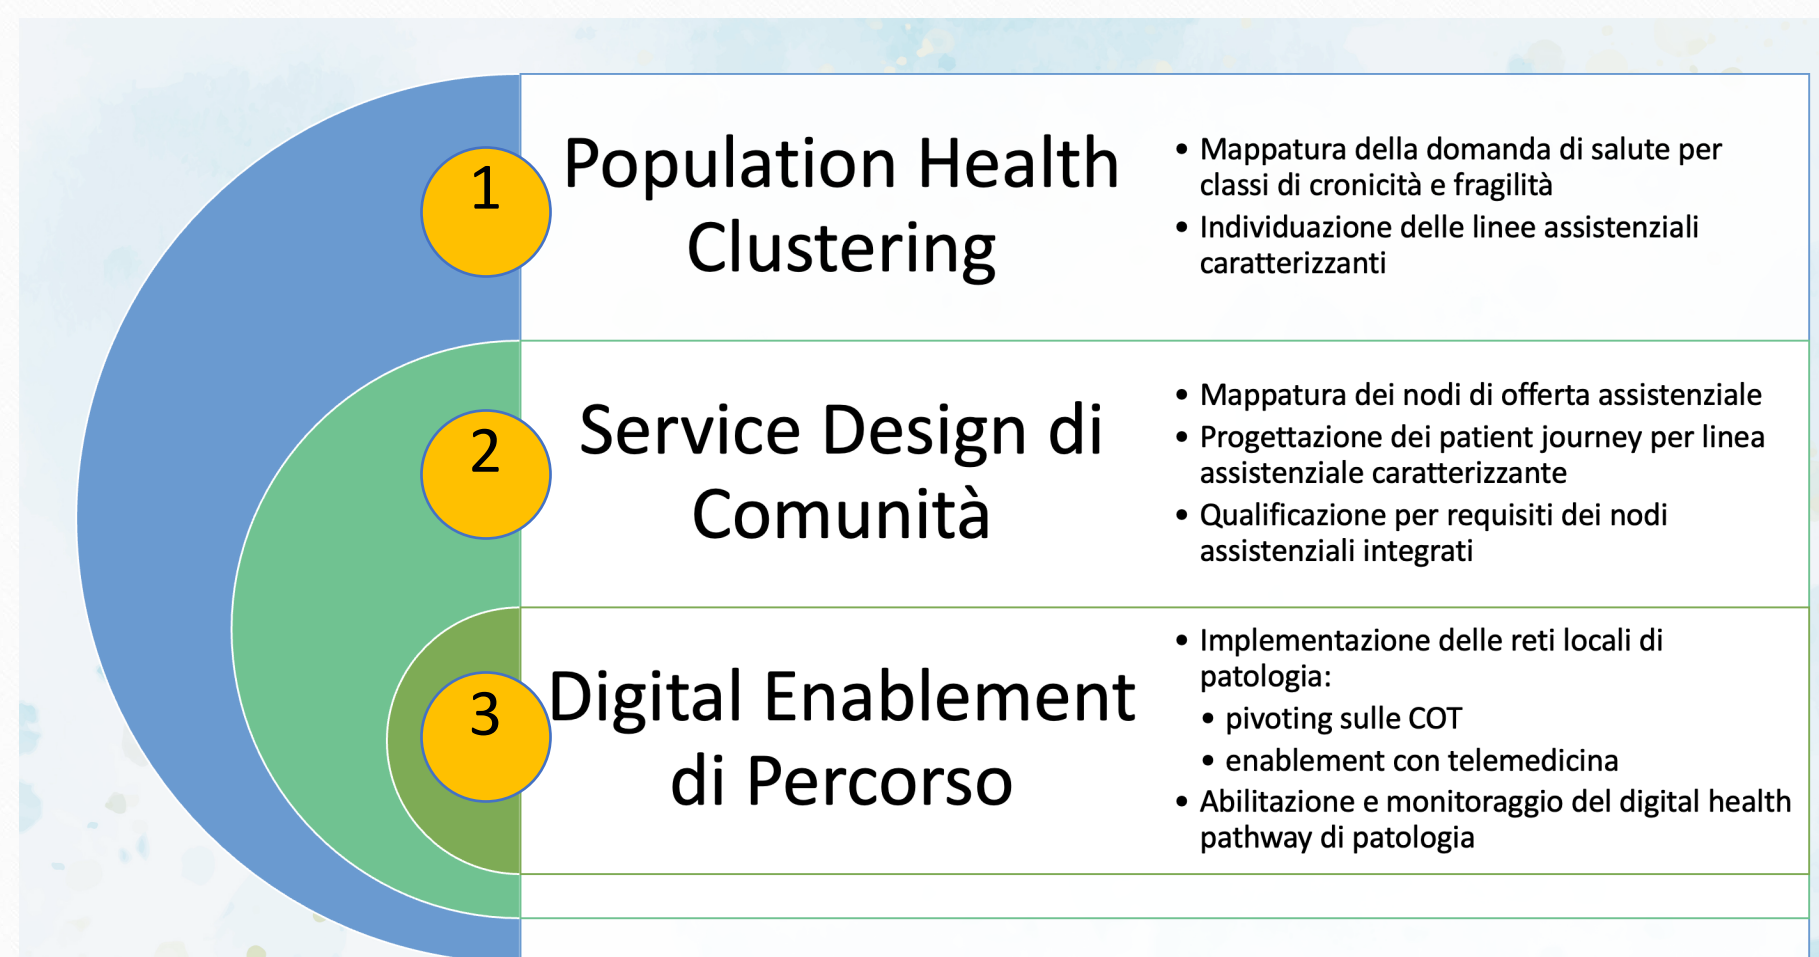 1
Population Health
Clustering
• Mappatura della domanda di salute per
classi di cronicità e fragilità
• Individuazione delle linee assistenziali
caratterizzanti
2
Service Design di
Comunità
• Mappatura dei nodi di offerta assistenziale
• Progettazione dei patient journey per linea
assistenziale caratterizzante
• Qualificazione per requisiti dei nodi
assistenziali integrati
3
Digital Enablement
di Percorso
• Implementazione delle reti locali di
patologia:
• pivoting sulle COT
• enablement con telemedicina
• Abilitazione e monitoraggio del digital health
pathway di patologia